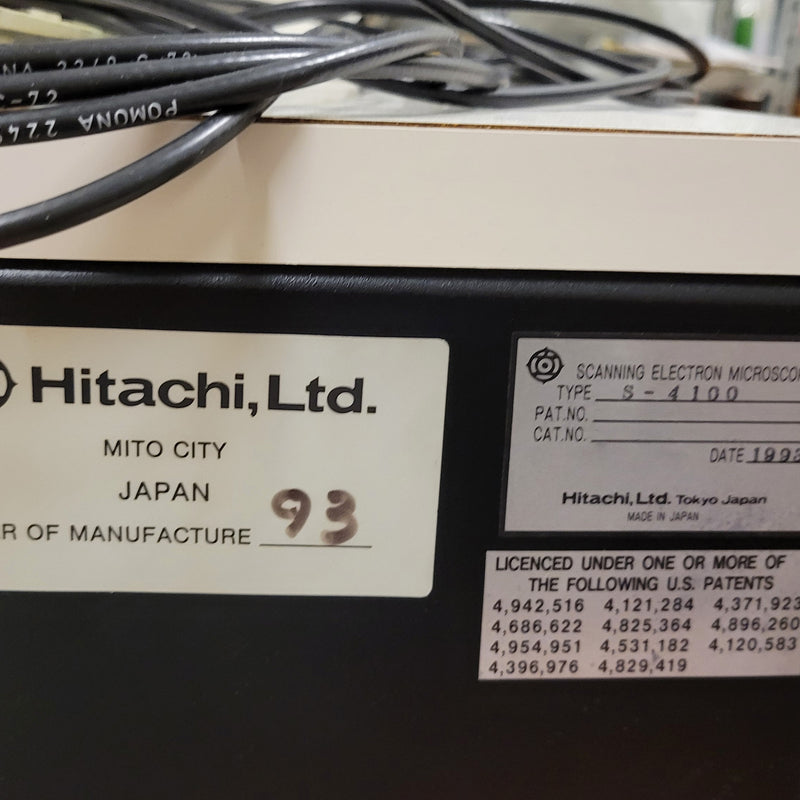 POMONA 2249
Hitachi, Ltd.
MITO CITY
JAPAN
OF MANUFACTURE 93
SCANNING ELECTRON
TYPE S-4100
PAT.NO.
CAT.NO.
DATE
Hitachi, Ltd. Tokyo Japan
MADE IN JAPAN
LICENCED UNDER ONE OR MORE OF
THE FOLLOWING U.S. PATENTS
4,942,516 4,121,284 4,371,923
4,686,622 4,825,364 4,896,260
4,954,951 4,531,182 4,120,583
4,396,976 4,829,419